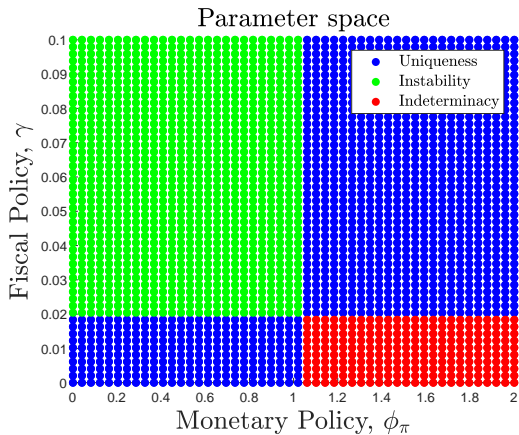 Parameter space
Uniqueness
Instability
Indeterminacy
0.1
0.09
0.08
0.07
0.06
0.05
0.04
0.03
0.02
0.01
0
Fiscal Policy, γ
0 0.2 0.4 0.6 0.8 1 1.2 1.4 1.6 1.8 2
Monetary Policy, ϕπ